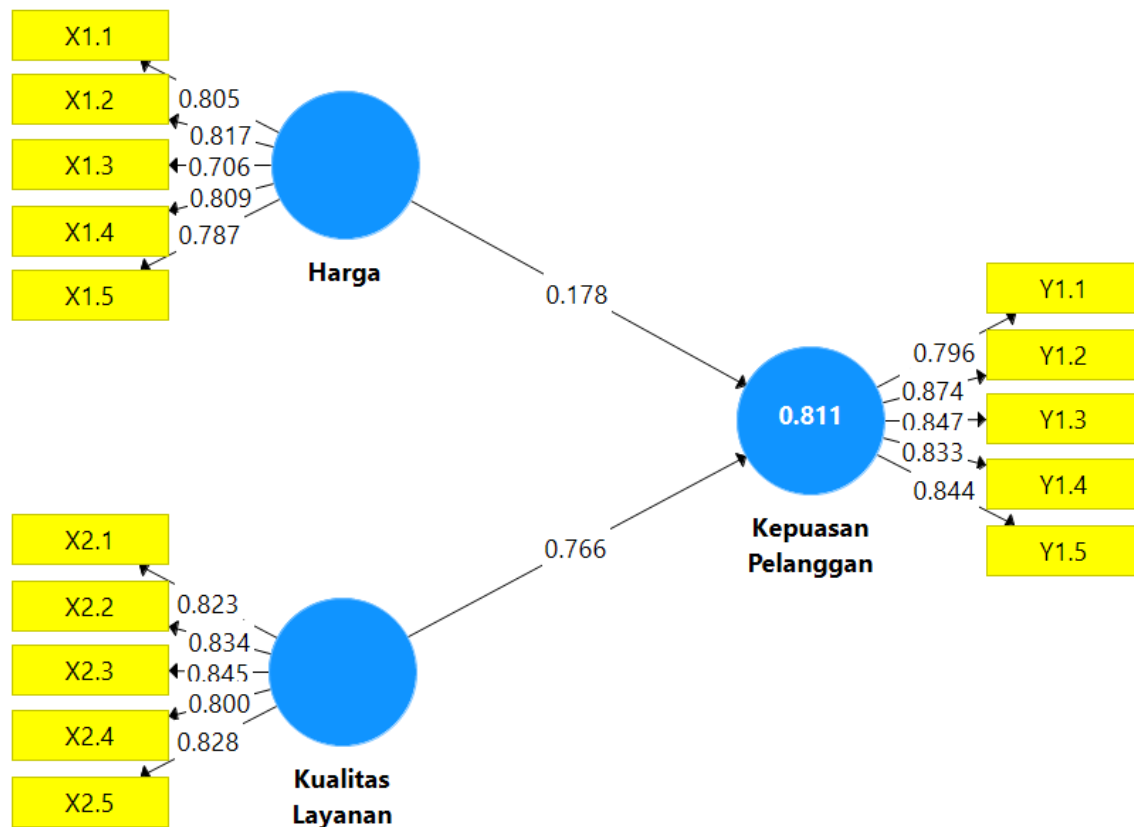 X1.1
X1.2
X1.3
X1.4
X1.5
0.805
0.817
0.706
0.809
0.787
Harga
0.178
X2.1
X2.2
X2.3
X2.4
X2.5
0.823
0.834
0.845
0.800
0.828
Kualitas
Layanan
0.766
0.811
Kepuasan
Pelanggan
0.796
0.874
0.847
0.833
0.844
Y1.1
Y1.2
Y1.3
Y1.4
Y1.5